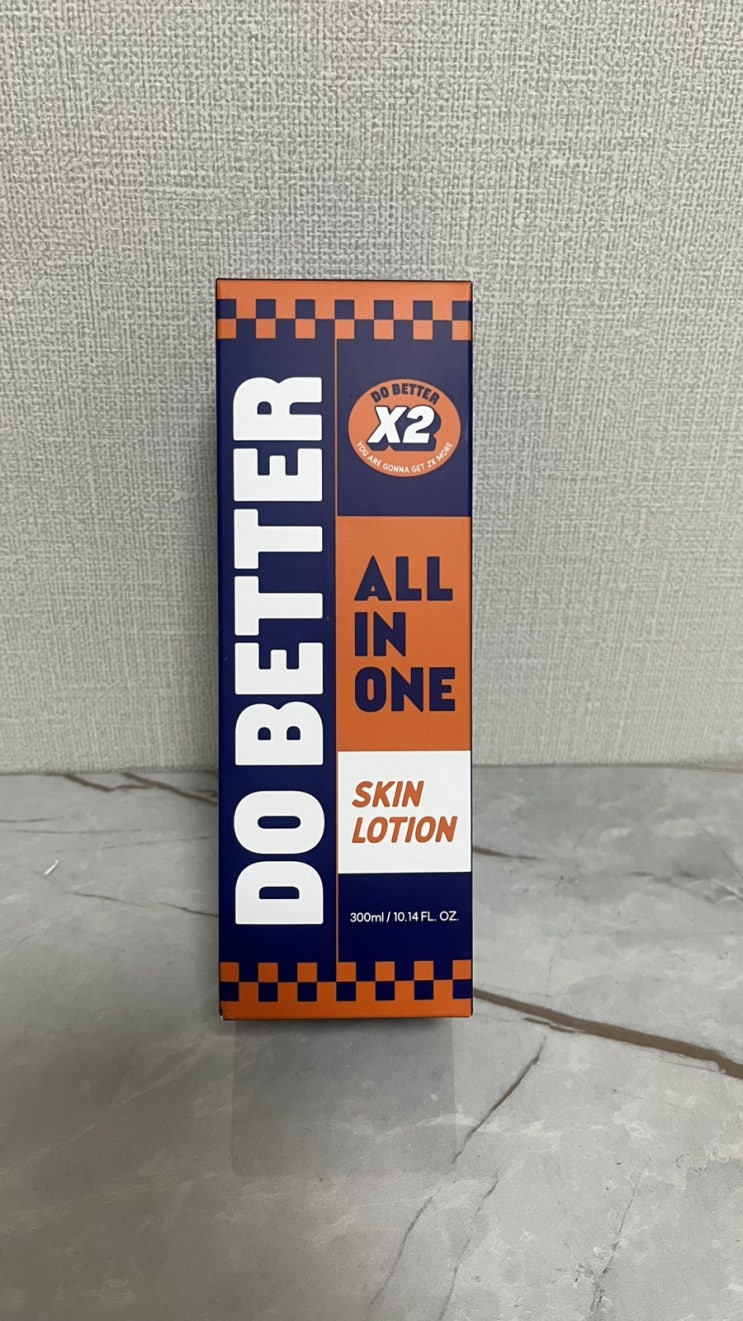 DO BETTER
DO BETTER
X2
YOU ARE GONNA GET 2X MORE
ALL
IN
ONE
SKIN
LOTION
300ml / 10.14 FL. OZ.